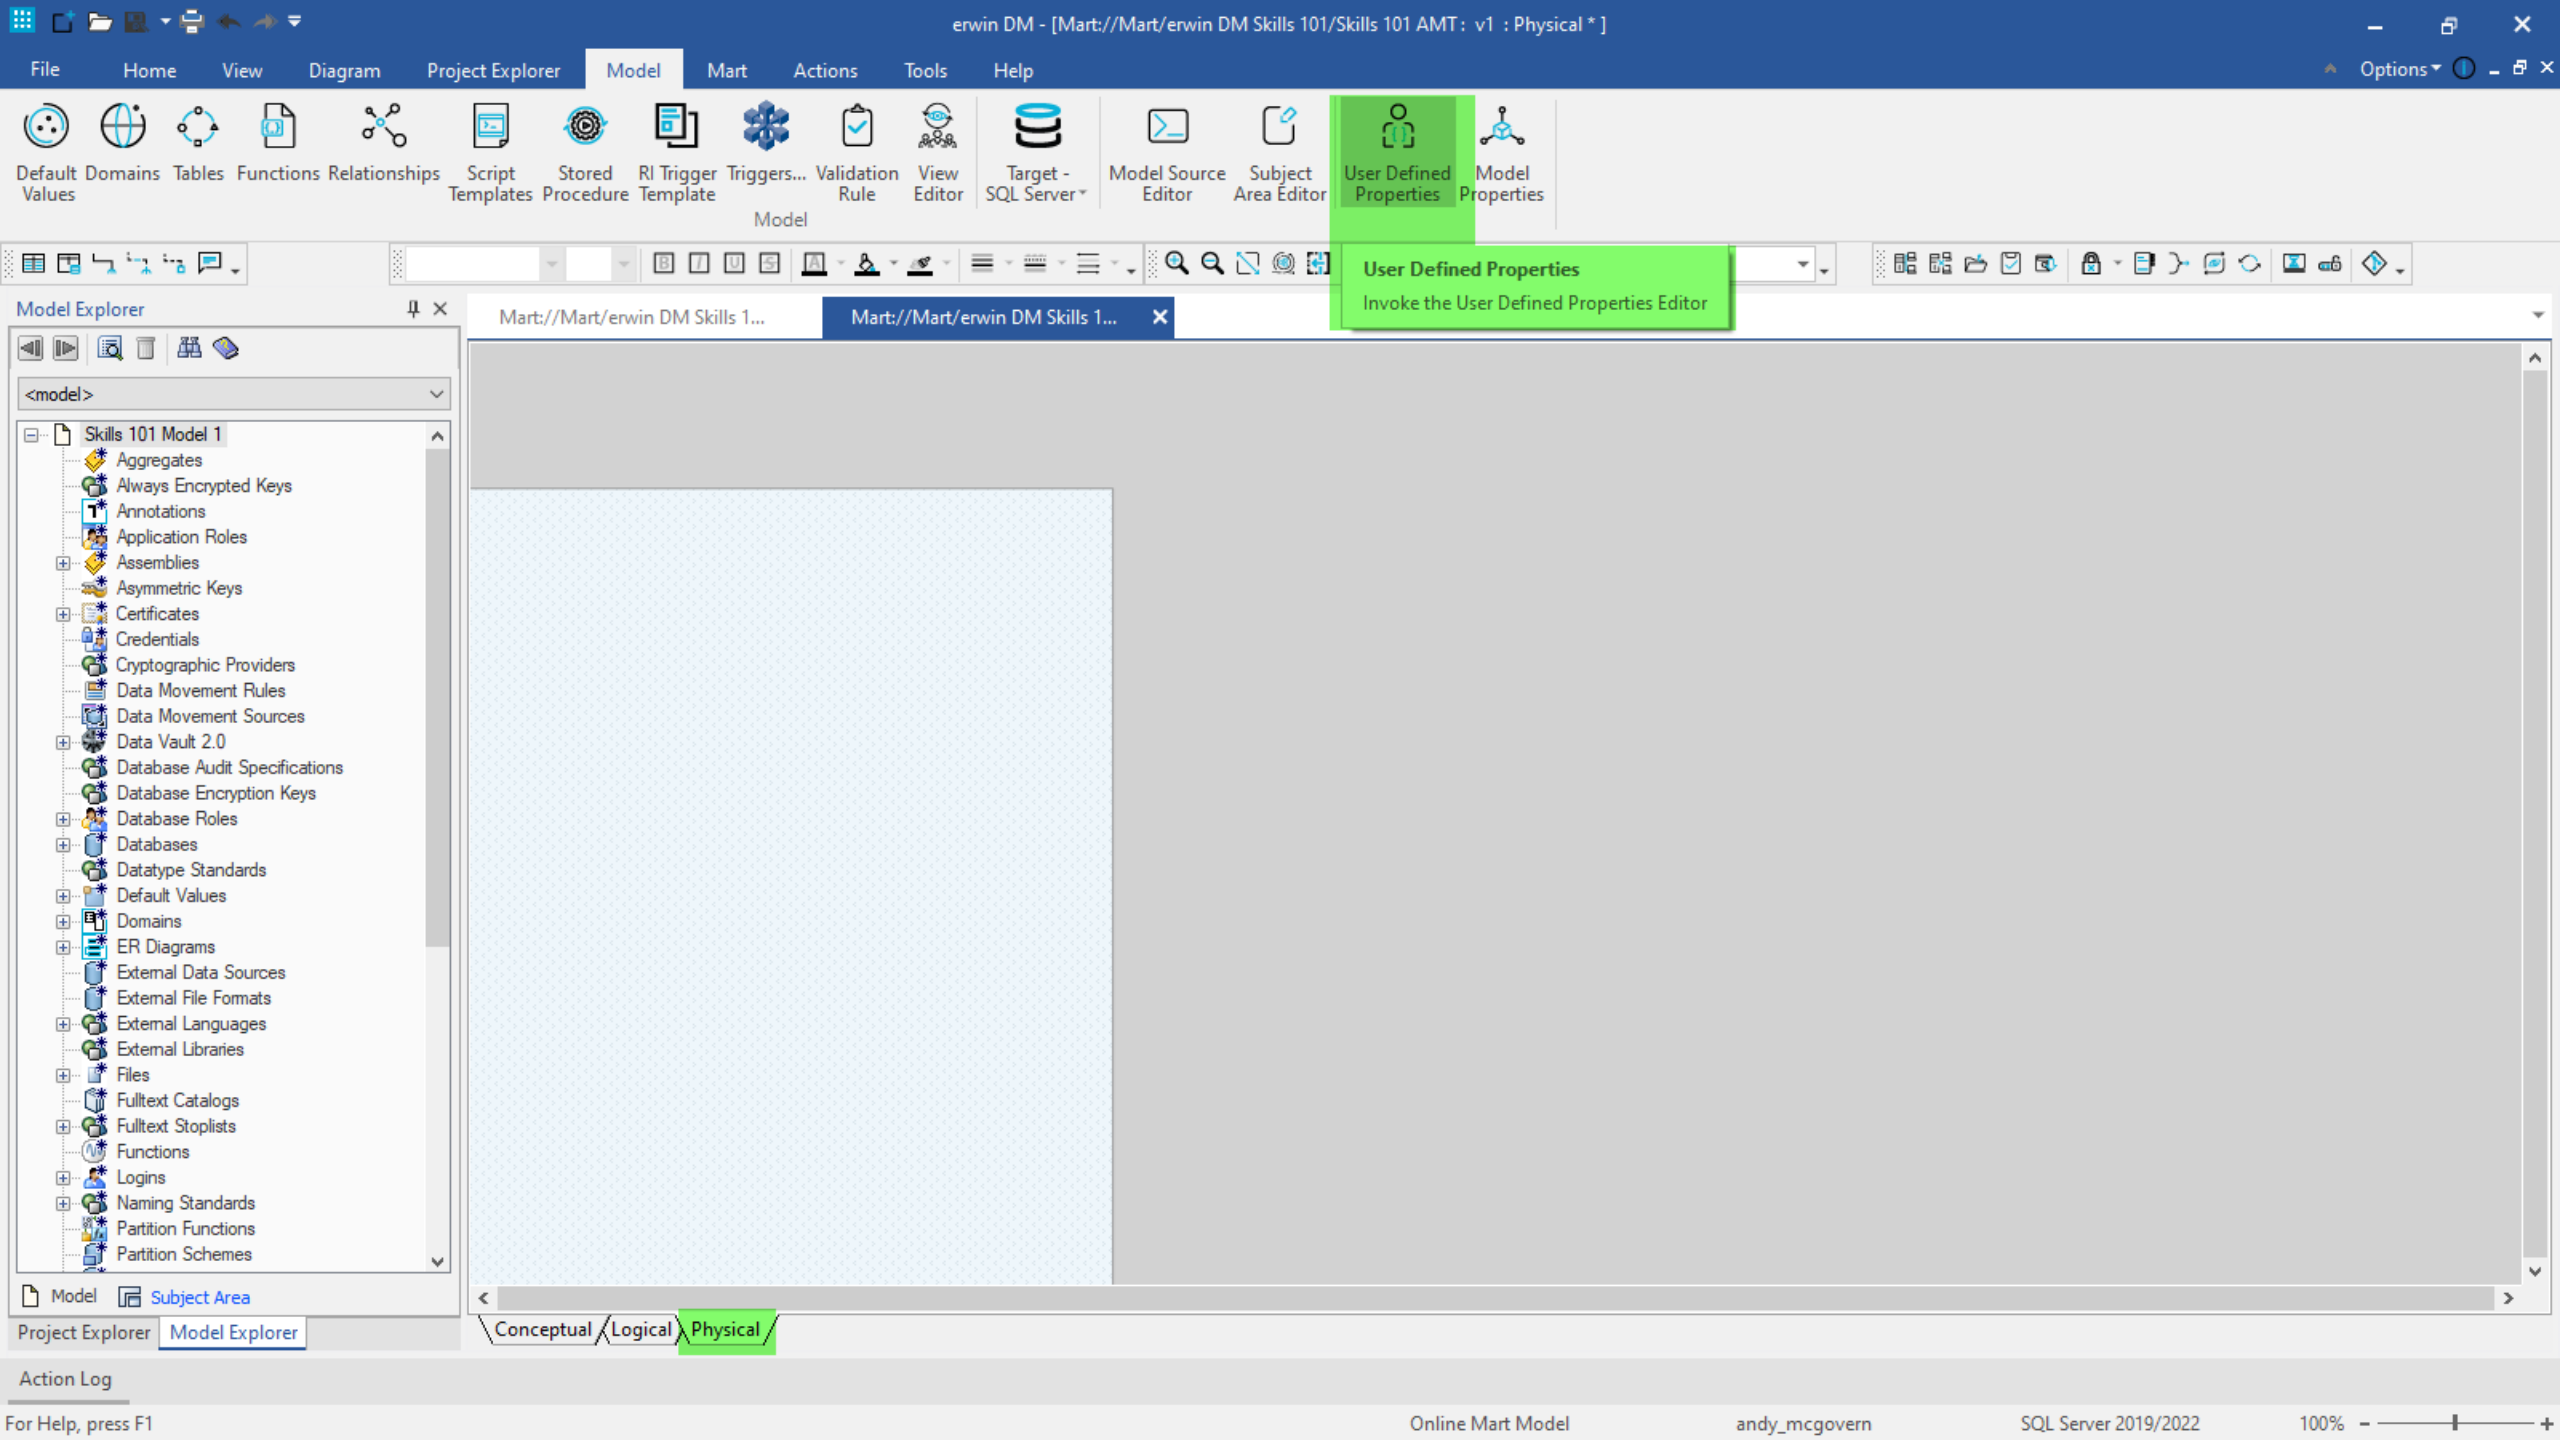 erwin DM - [Mart://Mart/erwin DM Skills 101/Skills 101 AMT : v1 : Physical * ]
File Home View Diagram Project Explorer Model Mart Actions Tools Help Options
Default Values
Domains
Tables
Functions
Relationships
Script Templates
Stored Procedure
RI Trigger Template
Triggers...
Validation Rule
View Editor
Target - SQL Server
Model Source Editor
Subject Area Editor
User Defined Properties
Model Properties
Model
User Defined Properties
Invoke the User Defined Properties Editor
Model Explorer
Mart://Mart/erwin DM Skills 1...
Mart://Mart/erwin DM Skills 1...
<model>
Skills 101 Model 1
Aggregates
Always Encrypted Keys
Annotations
Application Roles
Assemblies
Asymmetric Keys
Certificates
Credentials
Cryptographic Providers
Data Movement Rules
Data Movement Sources
Data Vault 2.0
Database Audit Specifications
Database Encryption Keys
Database Roles
Databases
Datatype Standards
Default Values
Domains
ER Diagrams
External Data Sources
External File Formats
External Languages
External Libraries
Files
Fulltext Catalogs
Fulltext Stoplists
Functions
Logins
Naming Standards
Partition Functions
Partition Schemes
Model Subject Area
Project Explorer Model Explorer
Conceptual Logical Physical
Action Log
For Help, press F1
Online Mart Model
andy_mcgovern
SQL Server 2019/2022
100%